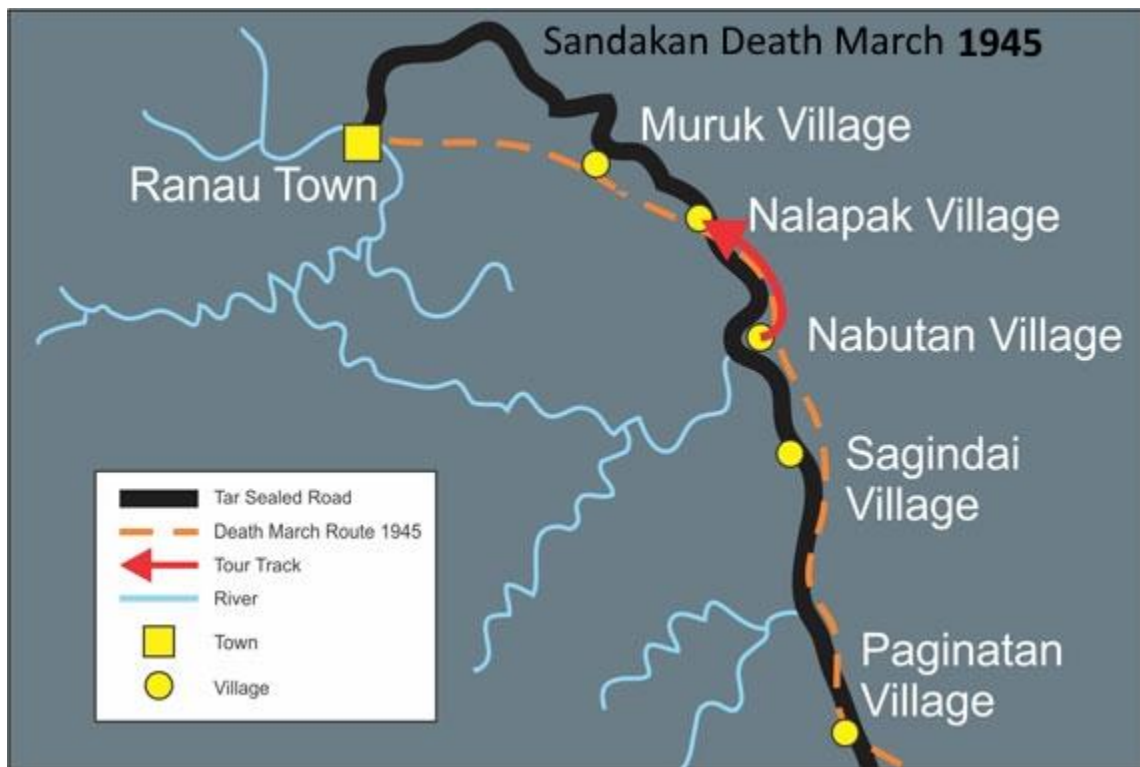 Sandakan Death March 1945
Muruk Village
Ranau Town
Nalapak Village
Nabutan Village
Sagindai
Village
Paginatan
Village
Tar Sealed Road
Death March Route 1945
Tour Track
River
Town
Village